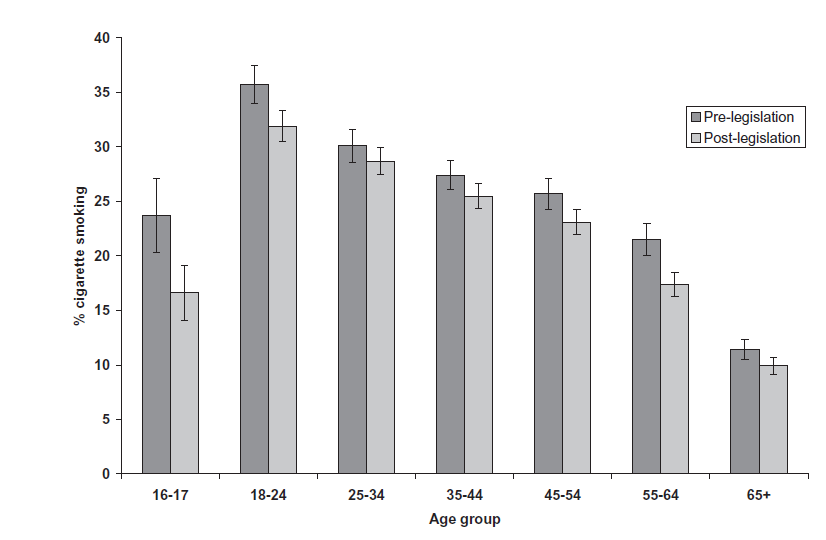 40
35
30
25
20
15
10
5
0
% cigarette smoking
Pre-legislation
Post-legislation
16-17 18-24 25-34 35-44 45-54 55-64 65+
Age group